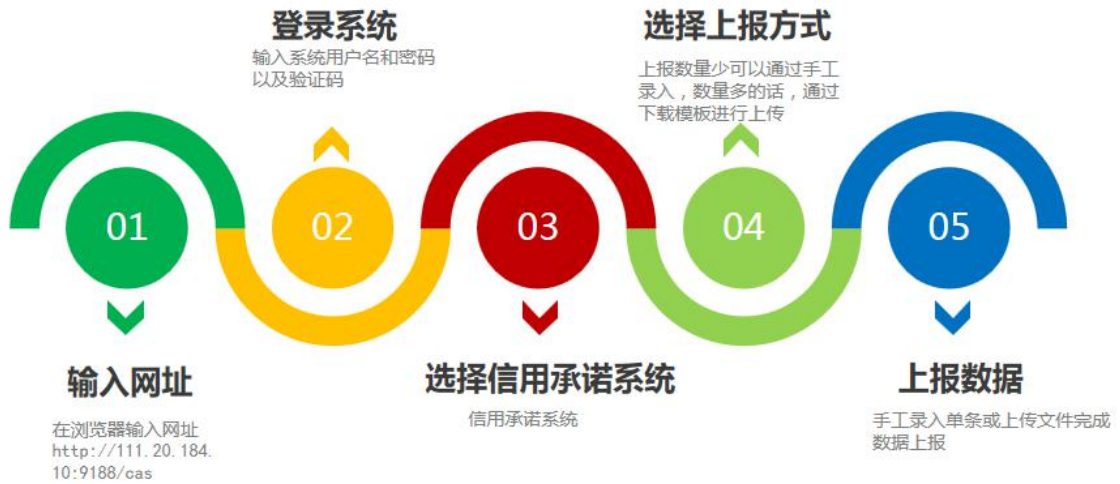 登录系统
输入系统用户名和密码
以及验证码
选择上报方式
上报数量少可以通过手工
录入，数量多的话，通过
下载模板进行上传
01
02
03
04
05
输入网址
在浏览器输入网址
http://111.20.184.
10:9188/cas
选择信用承诺系统
信用承诺系统
上报数据
手工录入单条或上传文件完成
数据上报